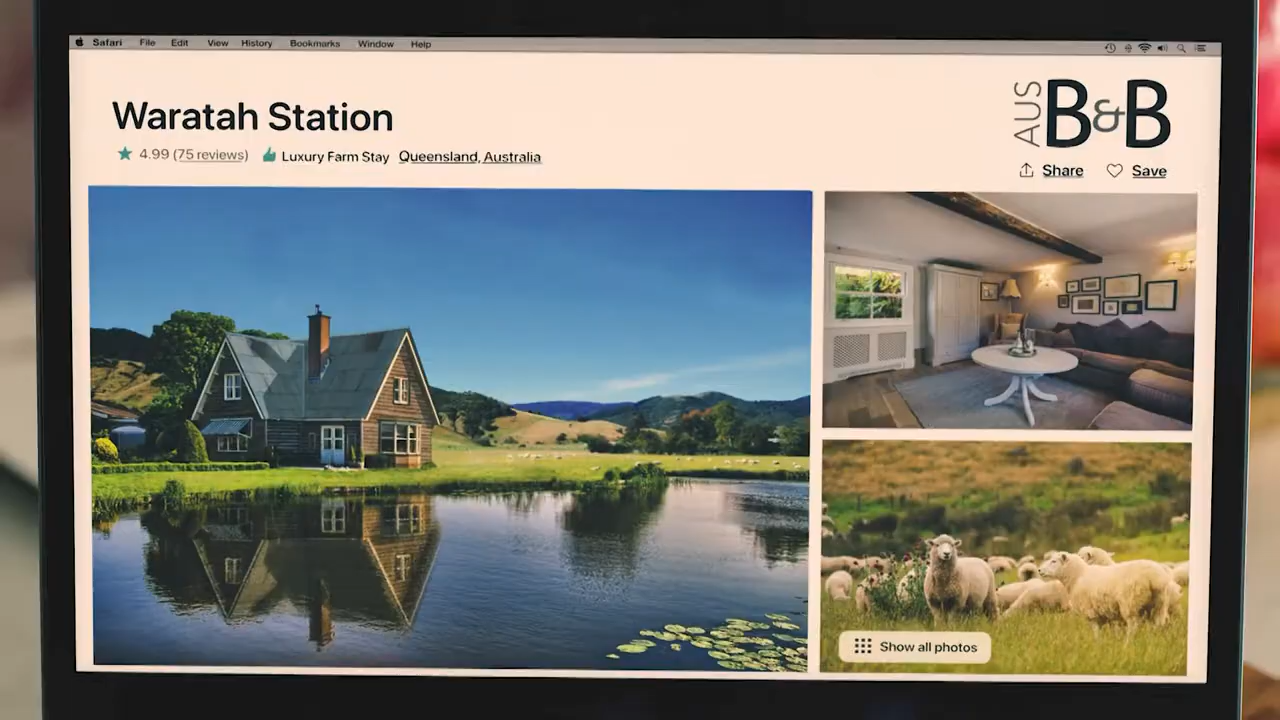 Safari File Edit View History Bookmarks Window Help
Waratah Station
AUS B&B
4.99 (75 reviews) Luxury Farm Stay Queensland, Australia
Share Save
Show all photos